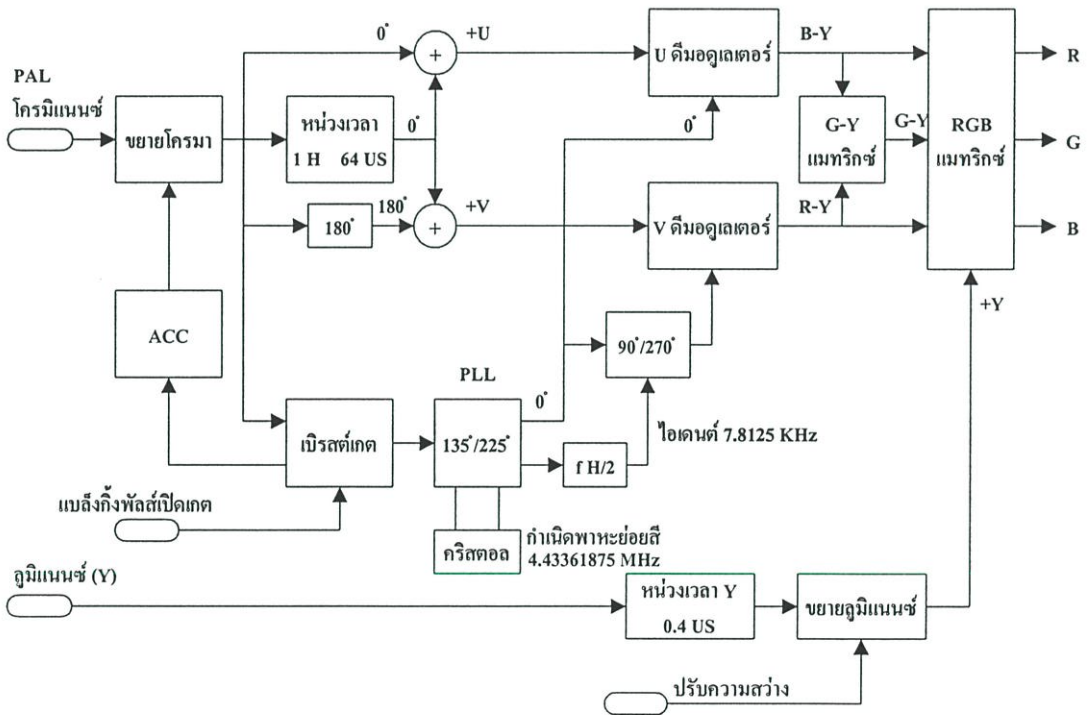 PAL
โครมิแนนซ์
ขยายโครมา
0°
+U
+
หน่วงเวลา
1 H 64 US
0°
180°
180°
+
+V
U ดีมอดูเลเตอร์
0°
V ดีมอดูเลเตอร์
B-Y
G-Y
แมทริกซ์
G-Y
R-Y
RGB
แมทริกซ์
R
G
B
+Y
ACC
90°/270°
PLL
0°
เบิรสต์เกต
135°/225°
f H/2
ไอเดนต์ 7.8125 KHz
แบล็งกิ้งพัลส์เปิดเกต
คริสตอล
กำเนิดพาหะย่อยสี
4.43361875 MHz
ลูมิแนนซ์ (Y)
หน่วงเวลา Y
0.4 US
ขยายลูมิแนนซ์
ปรับความสว่าง